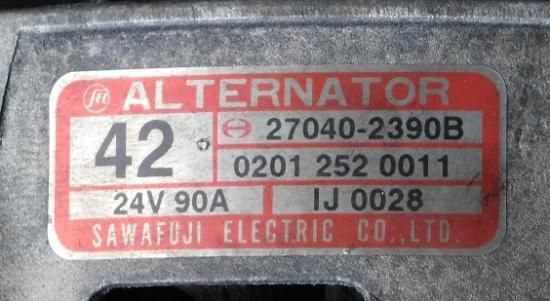 ALTERNATOR
42
27040-2390B
0201 252 0011
24V 90A
IJ 0028
SAWAFUJI ELECTRIC CO.,LTD.